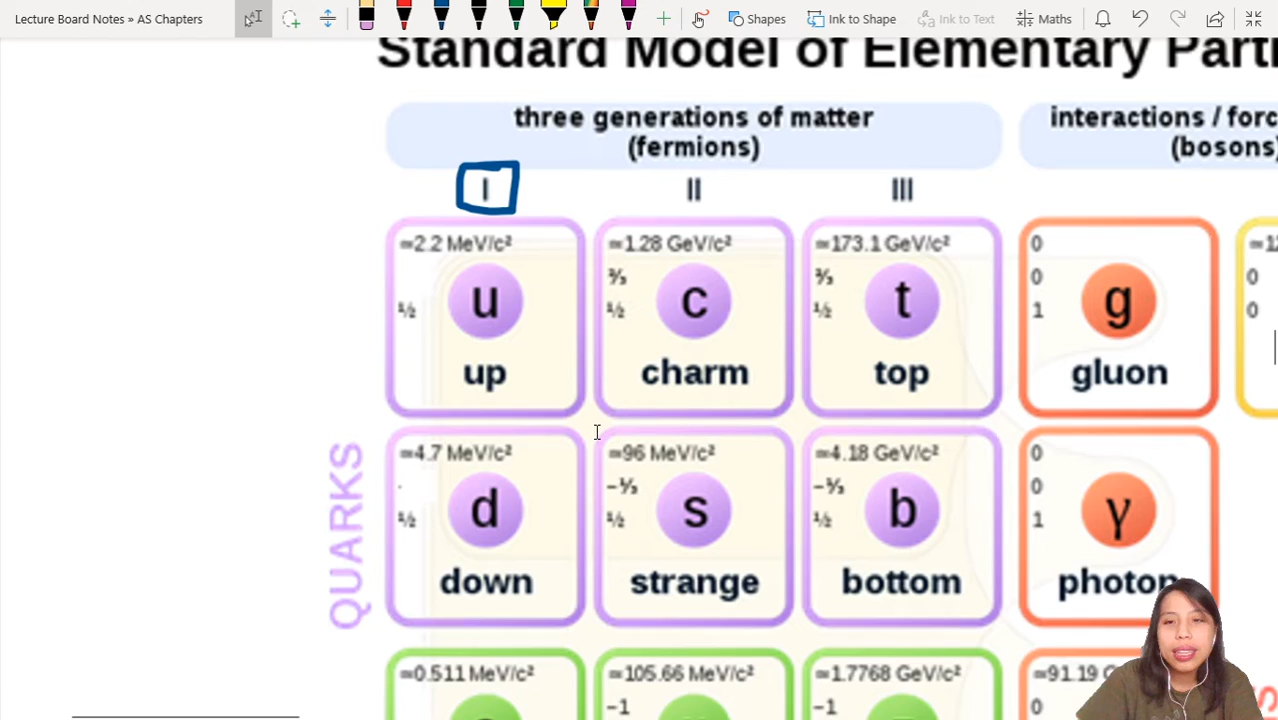 Lecture Board Notes » AS Chapters
Shapes
Ink to Shape
Ink to Text
Maths
Standard Model of Elementary Parti
three generations of matter
(fermions)
interactions / forc
(bosons)
I
II
III
≃2.2 MeV/c²
½
u
up
≃1.28 GeV/c²
⅔
½
c
charm
≃173.1 GeV/c²
⅔
½
t
top
0
0
1
g
gluon
≃12
0
0
QUARKS
≃4.7 MeV/c²
½
d
down
≃96 MeV/c²
−⅓
½
s
strange
≃4.18 GeV/c²
−⅓
½
b
bottom
0
0
1
γ
photon
≃0.511 MeV/c²
≃105.66 MeV/c²
−1
≃1.7768 GeV/c²
−1
≃91.19 G
0